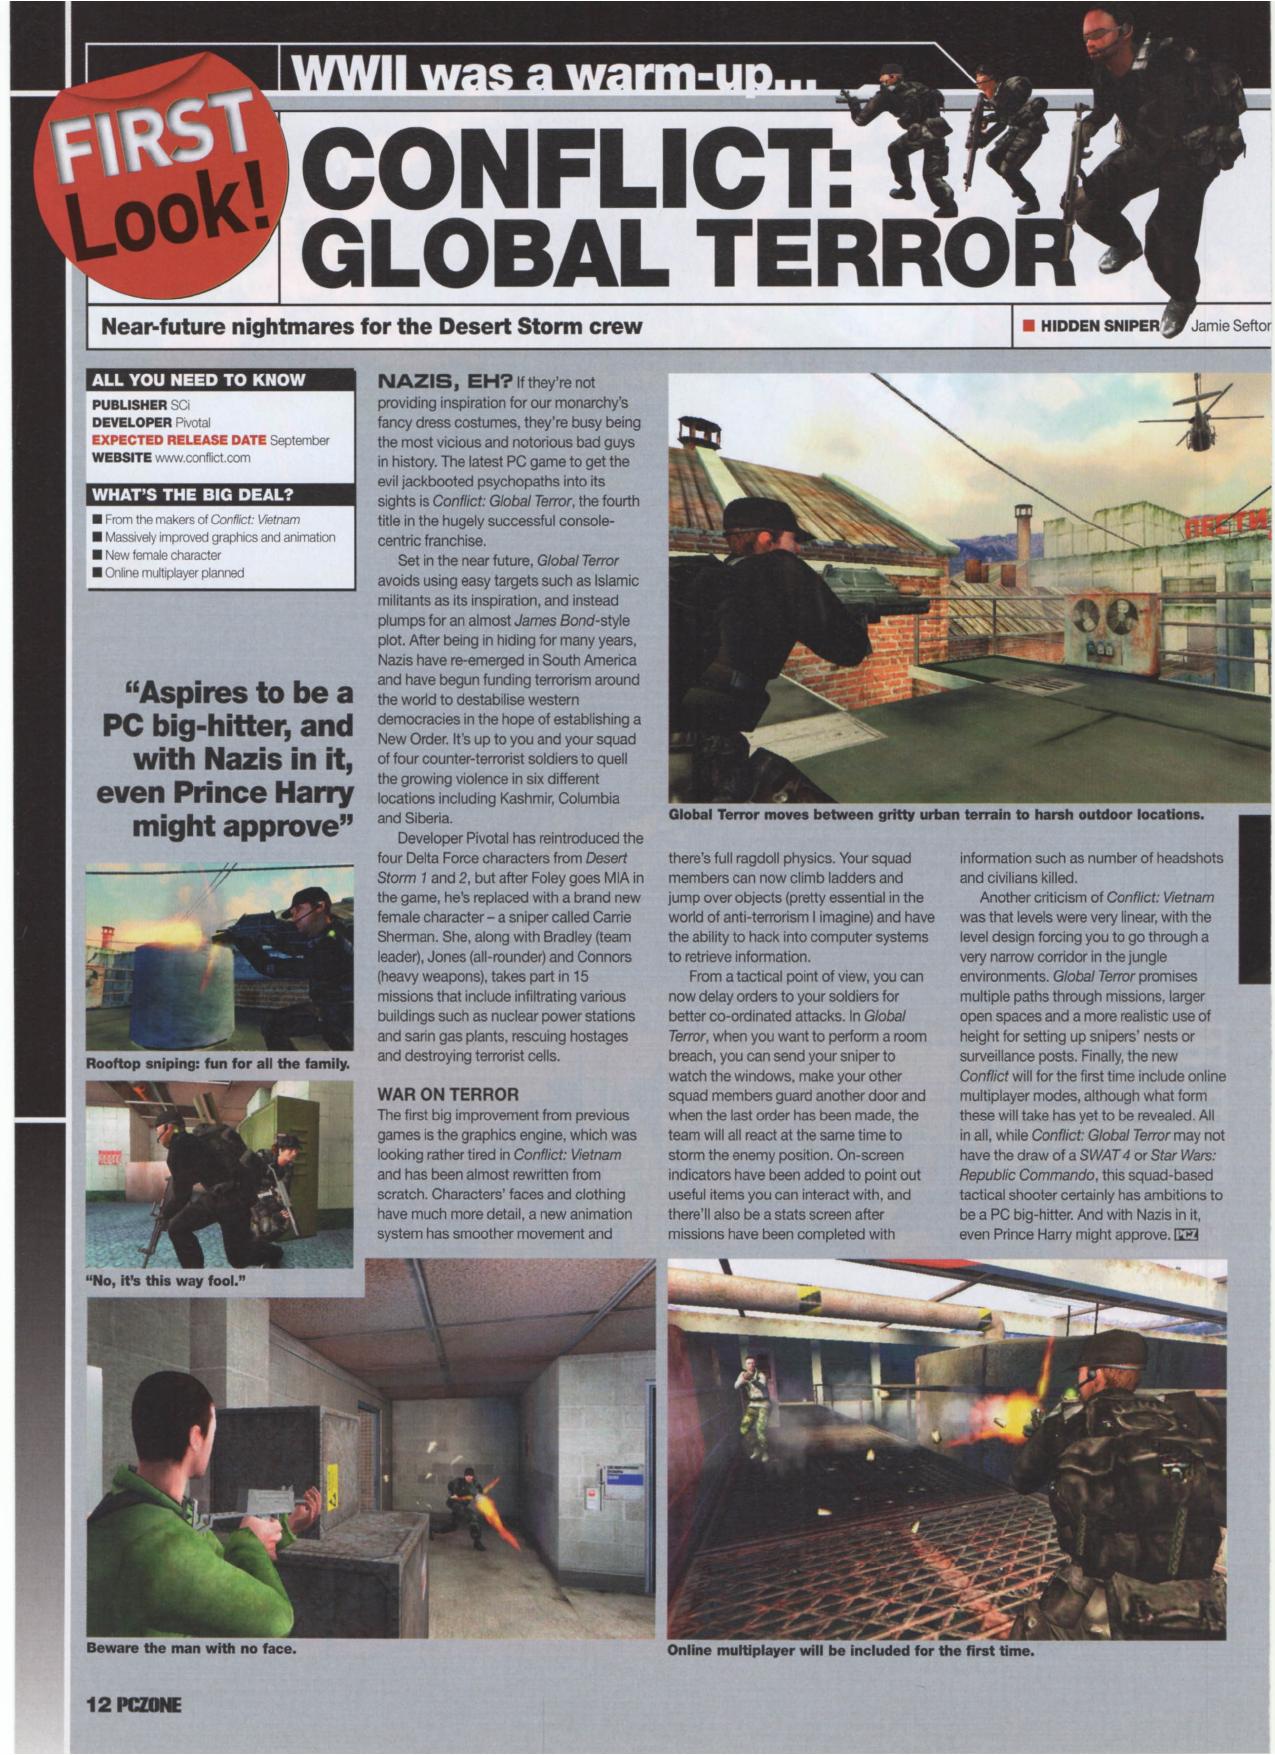 WWII was a warm-up...
FIRST
Look!
CONFLICT:
GLOBAL TERROR
Near-future nightmares for the Desert Storm crew
■ HIDDEN SNIPER Jamie Sefton
ALL YOU NEED TO KNOW
PUBLISHER SCi
DEVELOPER Pivotal
EXPECTED RELEASE DATE September
WEBSITE www.conflict.com
WHAT'S THE BIG DEAL?
■ From the makers of Conflict: Vietnam
■ Massively improved graphics and animation
■ New female character
■ Online multiplayer planned
“Aspires to be a
PC big-hitter, and
with Nazis in it,
even Prince Harry
might approve”
Rooftop sniping: fun for all the family.
“No, it's this way fool.”
NAZIS, EH? If they're not
providing inspiration for our monarchy's
fancy dress costumes, they're busy being
the most vicious and notorious bad guys
in history. The latest PC game to get the
evil jackbooted psychopaths into its
sights is Conflict: Global Terror, the fourth
title in the hugely successful console-
centric franchise.
Set in the near future, Global Terror
avoids using easy targets such as Islamic
militants as its inspiration, and instead
plumps for an almost James Bond-style
plot. After being in hiding for many years,
Nazis have re-emerged in South America
and have begun funding terrorism around
the world to destabilise western
democracies in the hope of establishing a
New Order. It's up to you and your squad
of four counter-terrorist soldiers to quell
the growing violence in six different
locations including Kashmir, Columbia
and Siberia.
Developer Pivotal has reintroduced the
four Delta Force characters from Desert
Storm 1 and 2, but after Foley goes MIA in
the game, he's replaced with a brand new
female character – a sniper called Carrie
Sherman. She, along with Bradley (team
leader), Jones (all-rounder) and Connors
(heavy weapons), takes part in 15
missions that include infiltrating various
buildings such as nuclear power stations
and sarin gas plants, rescuing hostages
and destroying terrorist cells.
WAR ON TERROR
The first big improvement from previous
games is the graphics engine, which was
looking rather tired in Conflict: Vietnam
and has been almost rewritten from
scratch. Characters' faces and clothing
have much more detail, a new animation
system has smoother movement and
ПЕСТИ
Global Terror moves between gritty urban terrain to harsh outdoor locations.
there's full ragdoll physics. Your squad
members can now climb ladders and
jump over objects (pretty essential in the
world of anti-terrorism I imagine) and have
the ability to hack into computer systems
to retrieve information.
From a tactical point of view, you can
now delay orders to your soldiers for
better co-ordinated attacks. In Global
Terror, when you want to perform a room
breach, you can send your sniper to
watch the windows, make your other
squad members guard another door and
when the last order has been made, the
team will all react at the same time to
storm the enemy position. On-screen
indicators have been added to point out
useful items you can interact with, and
there'll also be a stats screen after
missions have been completed with
information such as number of headshots
and civilians killed.
Another criticism of Conflict: Vietnam
was that levels were very linear, with the
level design forcing you to go through a
very narrow corridor in the jungle
environments. Global Terror promises
multiple paths through missions, larger
open spaces and a more realistic use of
height for setting up snipers' nests or
surveillance posts. Finally, the new
Conflict will for the first time include online
multiplayer modes, although what form
these will take has yet to be revealed. All
in all, while Conflict: Global Terror may not
have the draw of a SWAT 4 or Star Wars:
Republic Commando, this squad-based
tactical shooter certainly has ambitions to
be a PC big-hitter. And with Nazis in it,
even Prince Harry might approve. PCZ
Beware the man with no face.
Online multiplayer will be included for the first time.
12 PCZONE